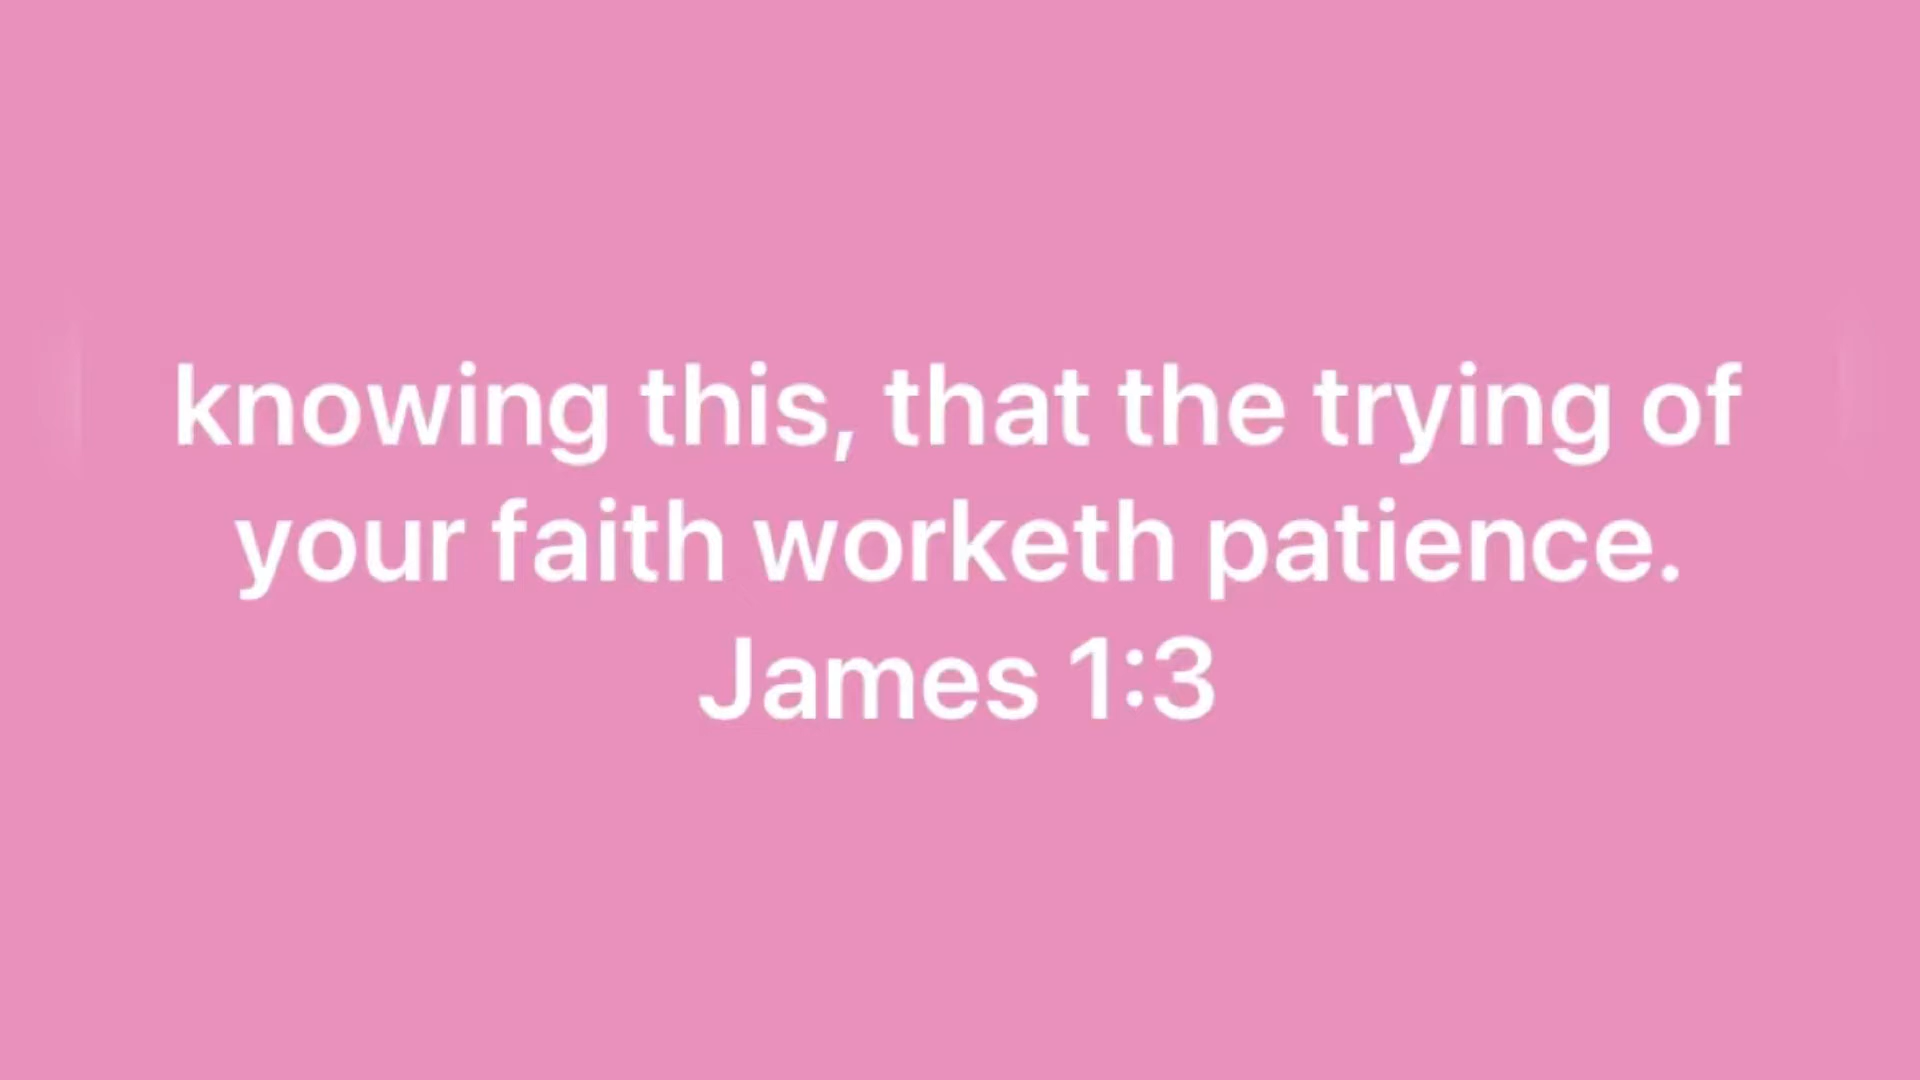 knowing this, that the trying of
your faith worketh patience.
James 1:3